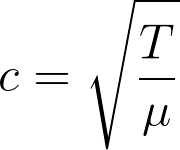 c = √(T/μ)